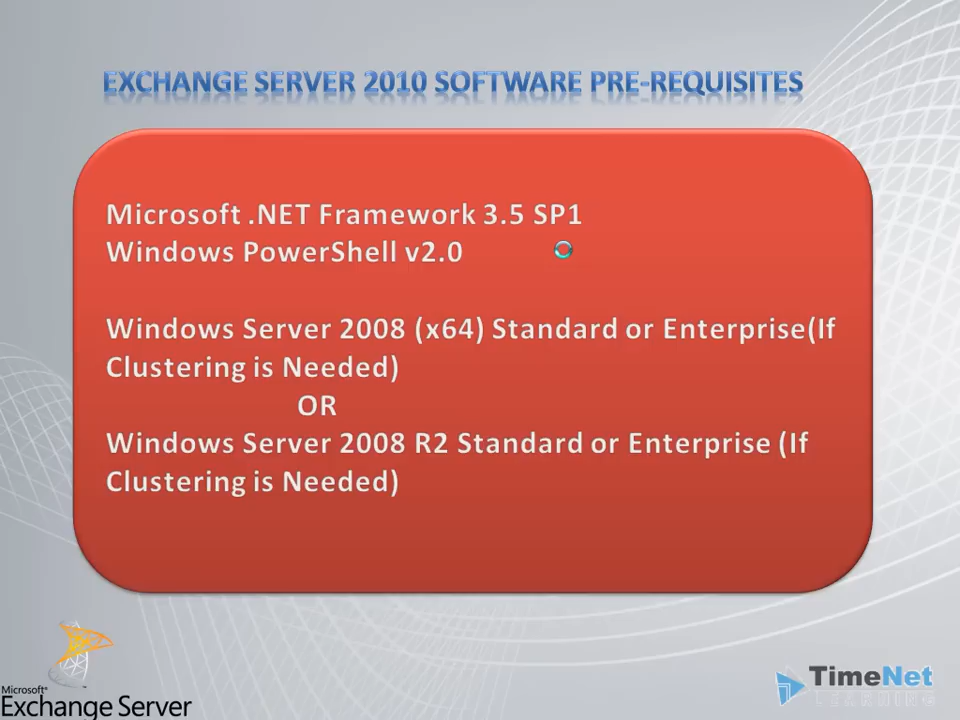 EXCHANGE SERVER 2010 SOFTWARE PRE-REQUISITES
Microsoft .NET Framework 3.5 SP1
Windows PowerShell v2.0
Windows Server 2008 (x64) Standard or Enterprise(If
Clustering is Needed)
OR
Windows Server 2008 R2 Standard or Enterprise (If
Clustering is Needed)
Microsoft®
Exchange Server
TimeNet
LEARNING